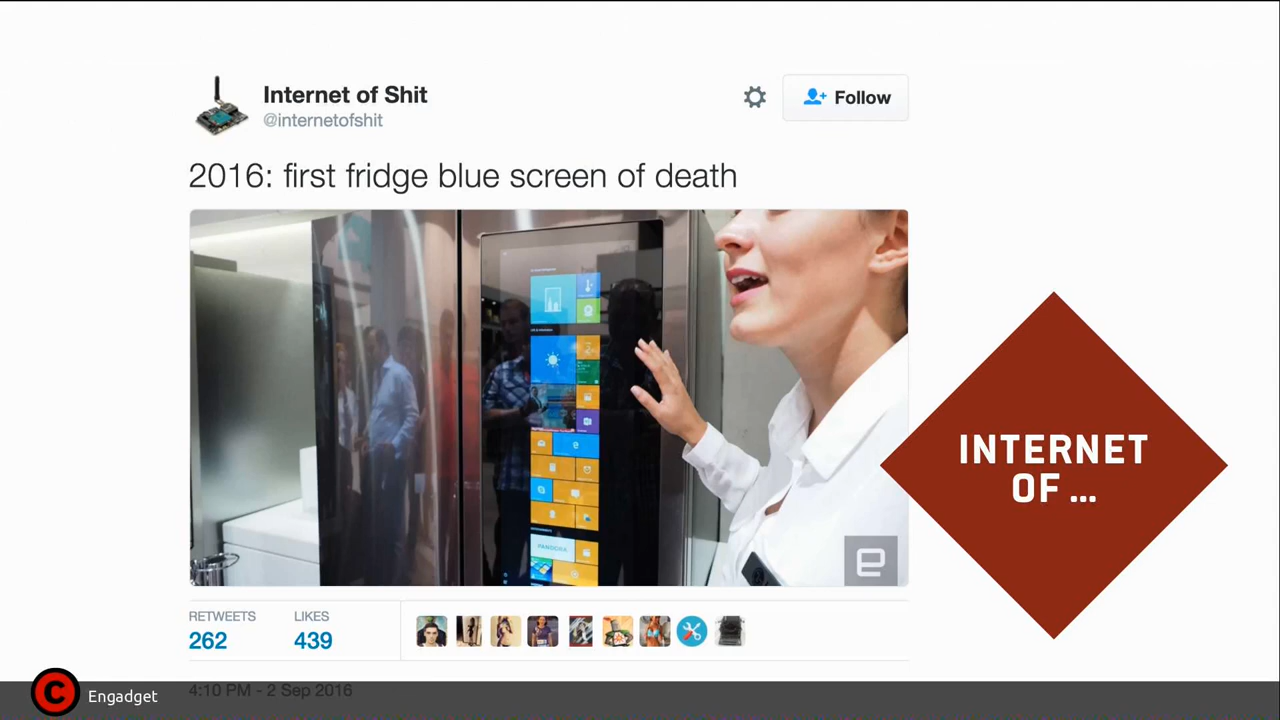 Internet of Shit
@internetofshit
Follow
2016: first fridge blue screen of death
PANDORA
e
INTERNET
OF ...
RETWEETS
LIKES
262
439
4:10 PM - 2 Sep 2016
C
Engadget